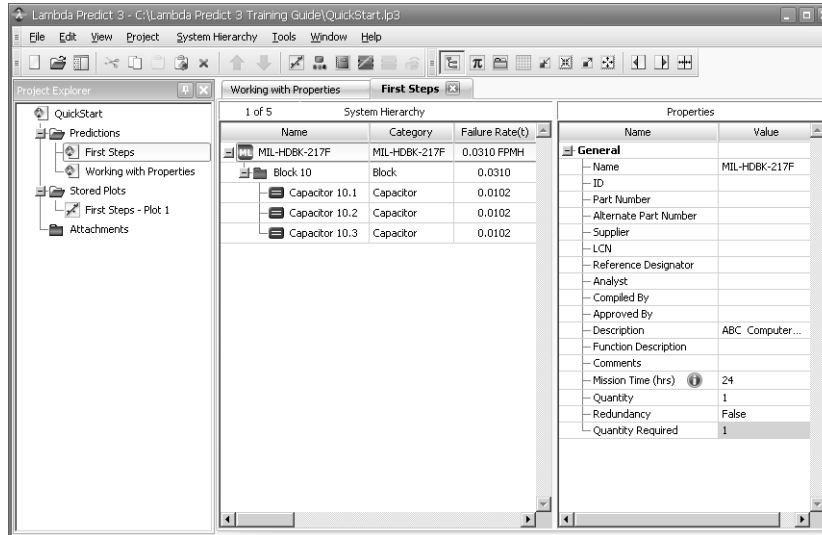 Lambda Predict 3 - C:\Lambda Predict 3 Training Guide\QuickStart.lp3
File Edit View Project System Hierarchy Tools Window Help
Project Explorer
QuickStart
Predictions
First Steps
Working with Properties
Stored Plots
First Steps - Plot 1
Attachments
Working with Properties First Steps
1 of 5 System Hierarchy
Name Category Failure Rate(t)
ML MIL-HDBK-217F MIL-HDBK-217F 0.0310 FPMH
Block 10 Block 0.0310
Capacitor 10.1 Capacitor 0.0102
Capacitor 10.2 Capacitor 0.0102
Capacitor 10.3 Capacitor 0.0102
Properties
Name Value
General
Name MIL-HDBK-217F
ID
Part Number
Alternate Part Number
Supplier
LCN
Reference Designator
Analyst
Compiled By
Approved By
Description ABC Computer...
Function Description
Comments
Mission Time (hrs) 24
Quantity 1
Redundancy False
Quantity Required 1